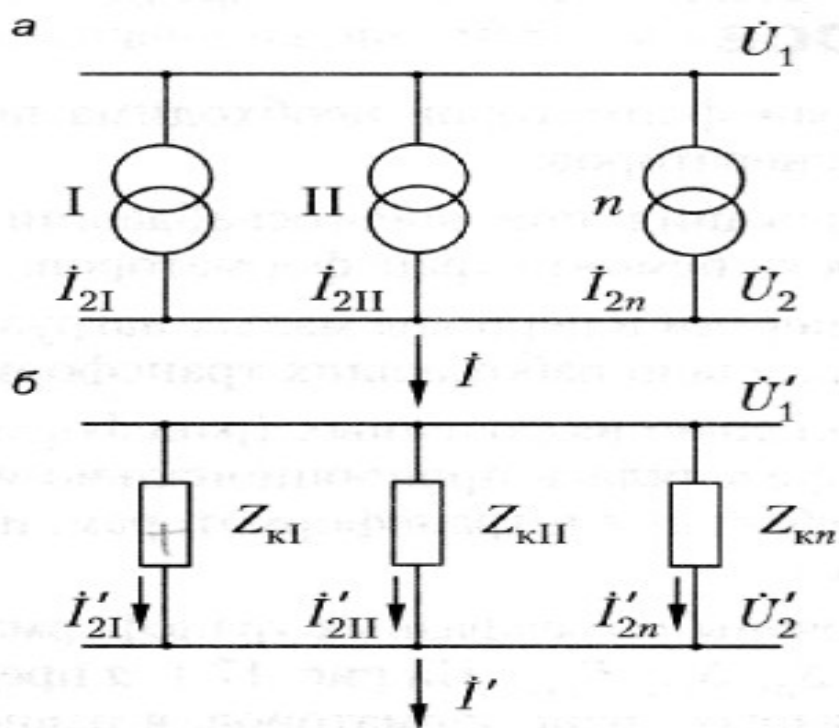 а
U̇₁
I II n
İ₂I İ₂II İ₂n U̇₂
İ
б
U̇′₁
ZкI ZкII Zкn
İ′₂I İ′₂II İ′₂n U̇′₂
İ′